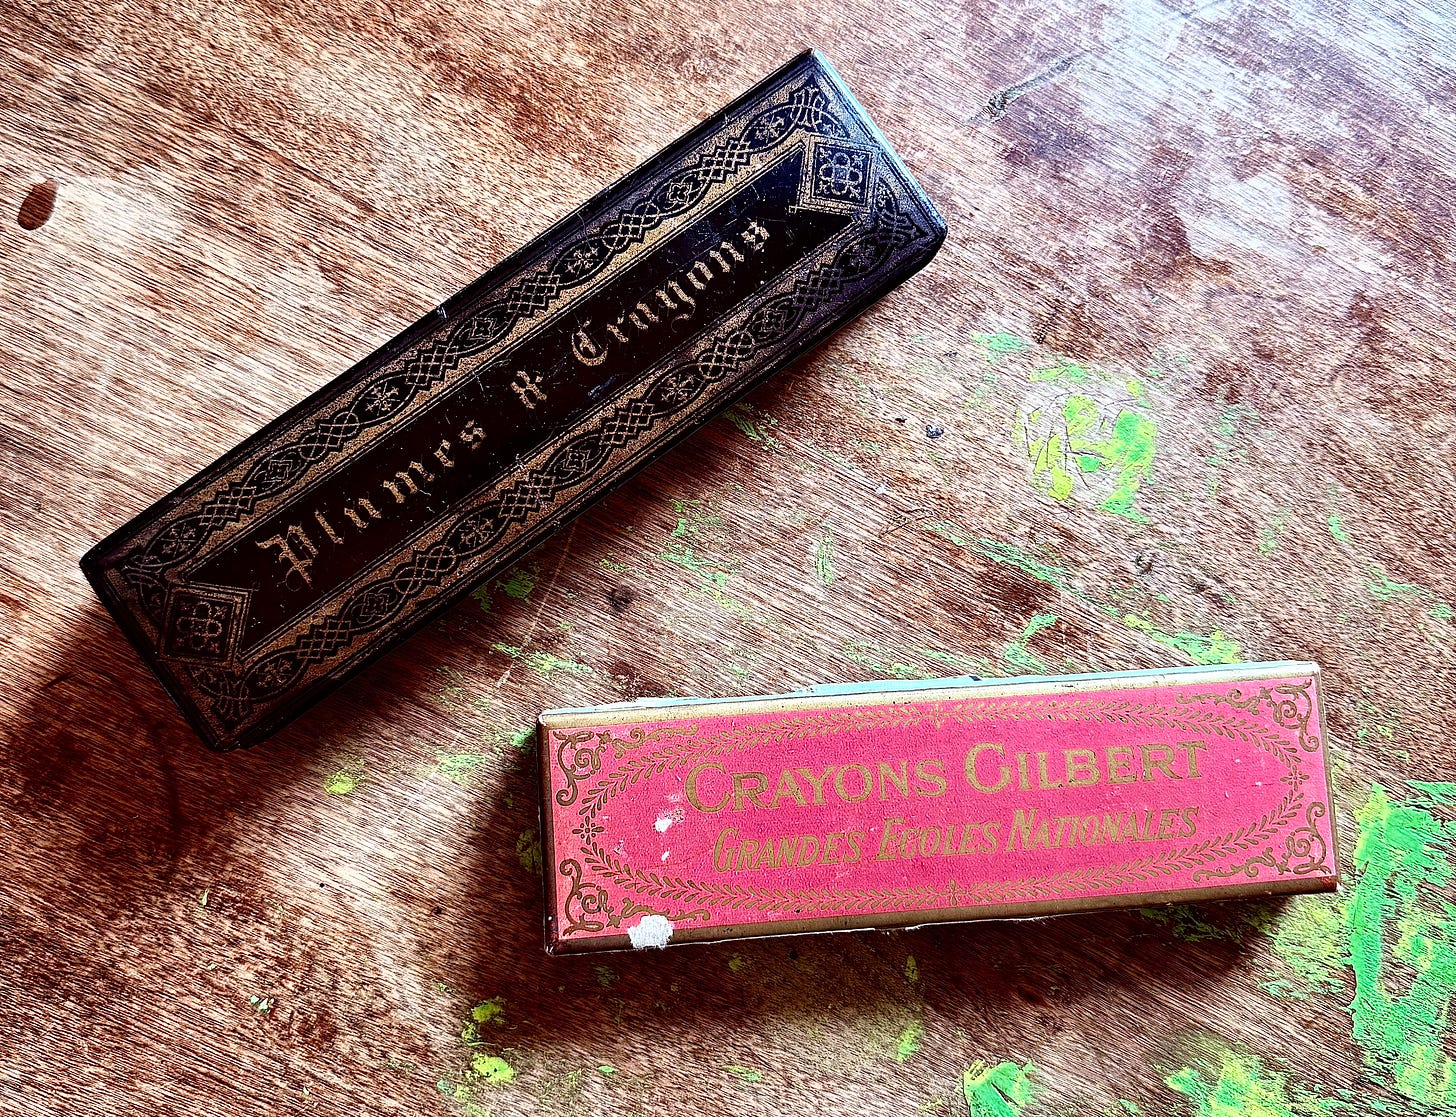 Plumes & Crayons
CRAYONS GILBERT
GRANDES ECOLES NATIONALES